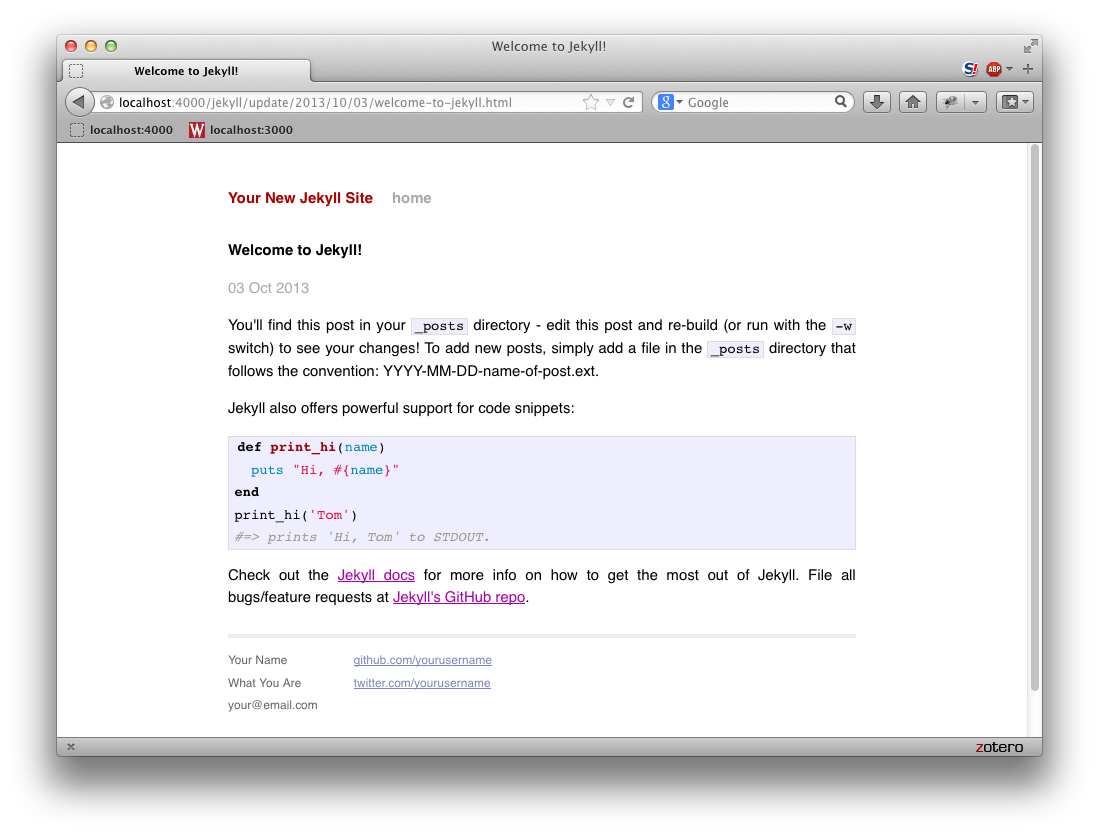 Welcome to Jekyll!
Welcome to Jekyll!
S!
ABP
localhost:4000/jekyll/update/2013/10/03/welcome-to-jekyll.html
8
Google
localhost:4000
W
localhost:3000
Your New Jekyll Site
home
Welcome to Jekyll!
03 Oct 2013
You'll find this post in your _posts directory - edit this post and re-build (or run with the -w
switch) to see your changes! To add new posts, simply add a file in the _posts directory that
follows the convention: YYYY-MM-DD-name-of-post.ext.
Jekyll also offers powerful support for code snippets:
def print_hi(name)
  puts "Hi, #{name}"
end
print_hi('Tom')
#=> prints 'Hi, Tom' to STDOUT.
Check out the Jekyll docs for more info on how to get the most out of Jekyll. File all
bugs/feature requests at Jekyll's GitHub repo.
Your Name
What You Are
your@email.com
github.com/yourusername
twitter.com/yourusername
zotero